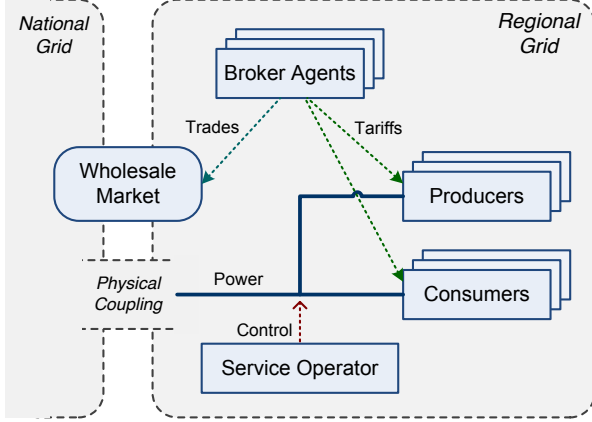 National
Grid
Regional
Grid
Broker Agents
Trades
Tariffs
Wholesale
Market
Producers
Physical
Coupling
Power
Consumers
Control
Service Operator